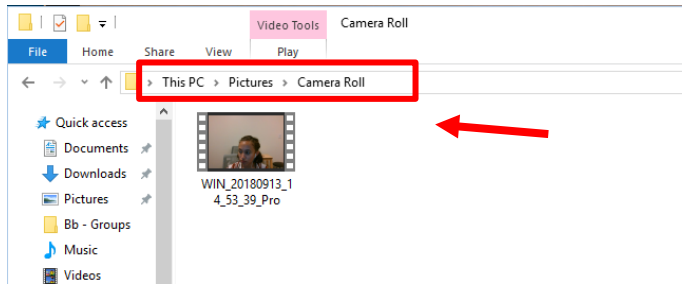 Video Tools Camera Roll
File Home Share View Play
This PC > Pictures > Camera Roll
Quick access
Documents
Downloads
Pictures
Bb - Groups
Music
Videos
WIN_20180913_1
4_53_39_Pro